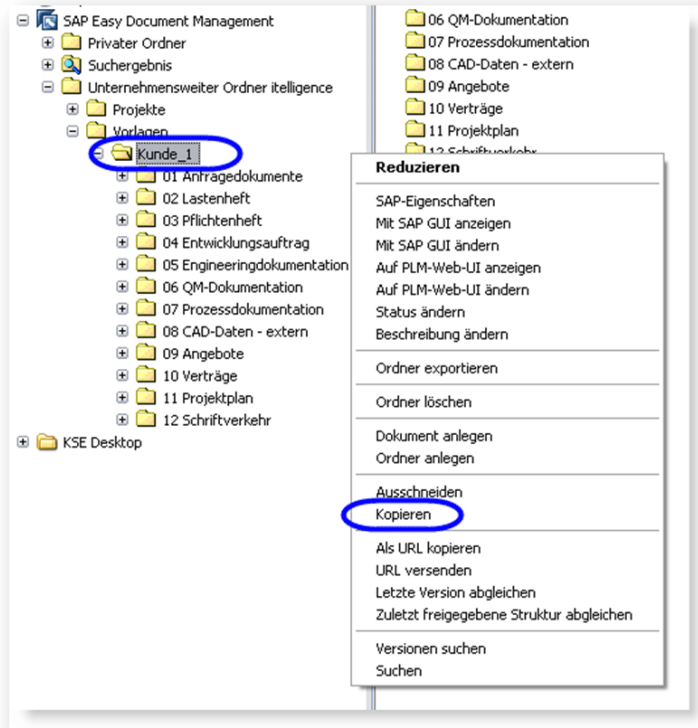 SAP Easy Document Management
Privater Ordner
Suchergebnis
Unternehmensweiter Ordner itelligence
Projekte
Vorlagen
Kunde_1
01 Anfragedokumente
02 Lastenheft
03 Pflichtenheft
04 Entwicklungsauftrag
05 Engineeringdokumentation
06 QM-Dokumentation
07 Prozessdokumentation
08 CAD-Daten - extern
09 Angebote
10 Verträge
11 Projektplan
12 Schriftverkehr
KSE Desktop
06 QM-Dokumentation
07 Prozessdokumentation
08 CAD-Daten - extern
09 Angebote
10 Verträge
11 Projektplan
12 Schriftverkehr
Reduzieren
SAP-Eigenschaften
Mit SAP GUI anzeigen
Mit SAP GUI ändern
Auf PLM-Web-UI anzeigen
Auf PLM-Web-UI ändern
Status ändern
Beschreibung ändern
Ordner exportieren
Ordner löschen
Dokument anlegen
Ordner anlegen
Ausschneiden
Kopieren
Als URL kopieren
URL versenden
Letzte Version abgleichen
Zuletzt freigegebene Struktur abgleichen
Versionen suchen
Suchen